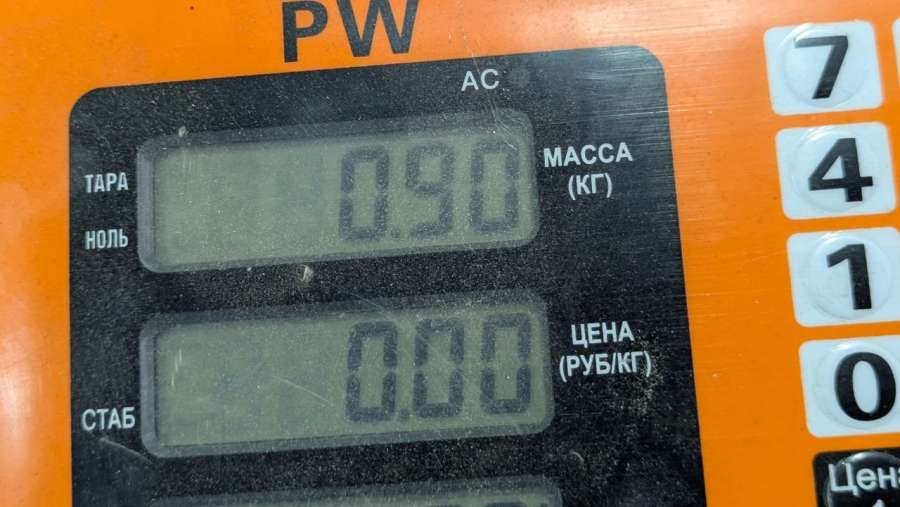 PW
AC
ТАРА
0.90
МАССА
(КГ)
НОЛЬ
0.00
ЦЕНА
(РУБ/КГ)
СТАБ
7
4
1
0
Цена